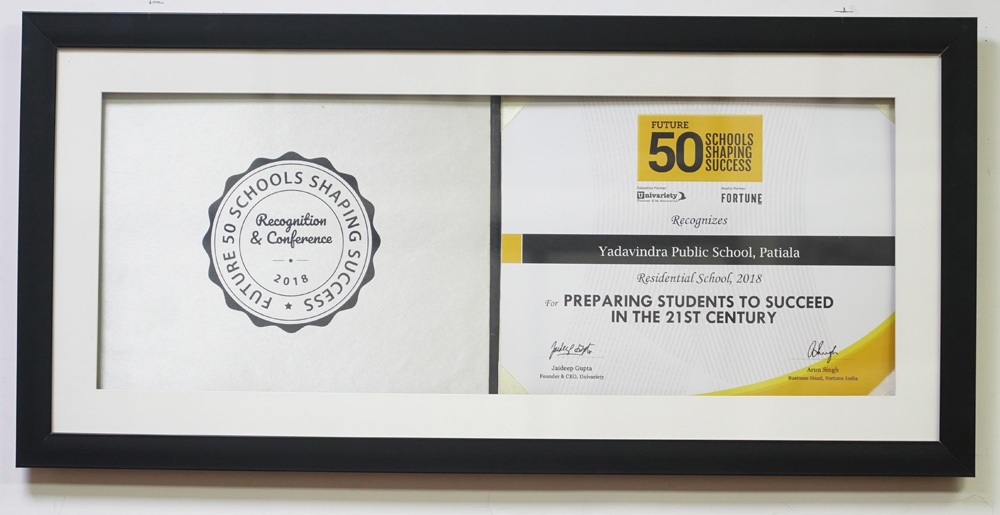 FUTURE 50 SCHOOLS SHAPING SUCCESS
Recognition
& Conference
2018
FUTURE
50 SCHOOLS
SHAPING
SUCCESS
Univariety
FORTUNE
Recognizes
Yadavindra Public School, Patiala
Residential School, 2018
For PREPARING STUDENTS TO SUCCEED
IN THE 21ST CENTURY
Jaideep Gupta
Founder & CEO, Univariety
Arun Singh
Business Head, Fortune India